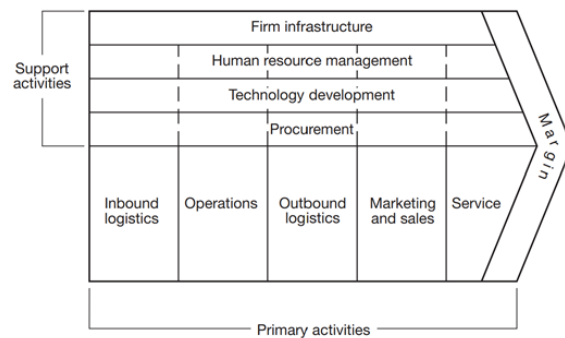 Firm infrastructure
Support
activities
Human resource management
Technology development
Procurement
Margin
Inbound
logistics
Operations
Outbound
logistics
Marketing
and sales
Service
Primary activities